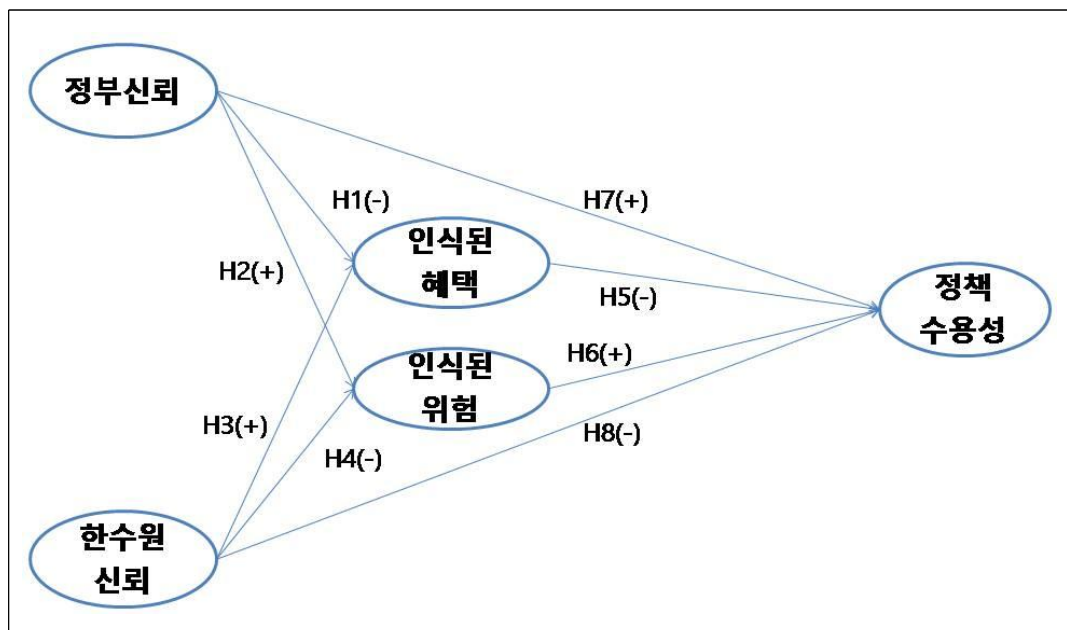 정부신뢰
H1(-)
H7(+)
인식된
혜택
H2(+)
정책
수용성
H5(-)
인식된
위험
H6(+)
H3(+)
H4(-)
H8(-)
한수원
신뢰